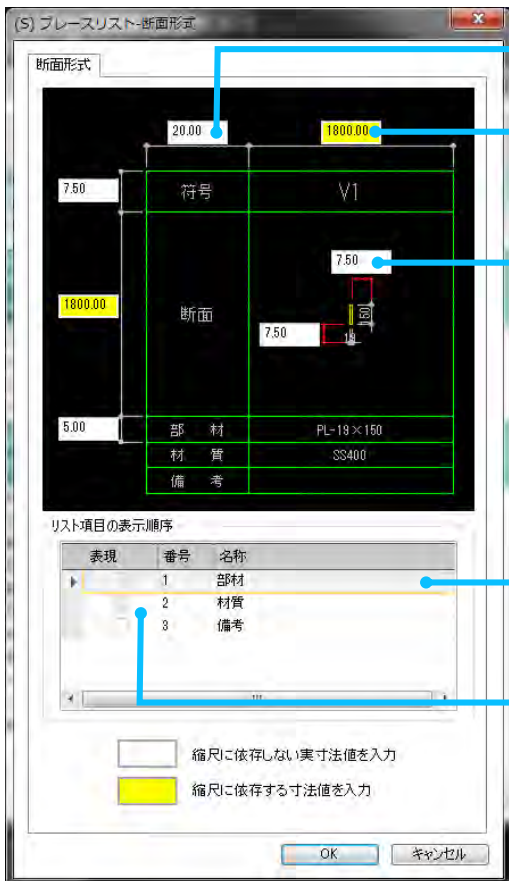 (S) ブレースリスト-断面形式
断面形式
20.00
1800.00
7.50
符号
V1
7.50
1800.00
断面
150
7.50
19
5.00
部 材
PL-19×150
材 質
SS400
備 考
リスト項目の表示順序
表現
番号
名称
1
部材
2
材質
3
備考
縮尺に依存しない実寸法値を入力
縮尺に依存する寸法値を入力
OK
キャンセル